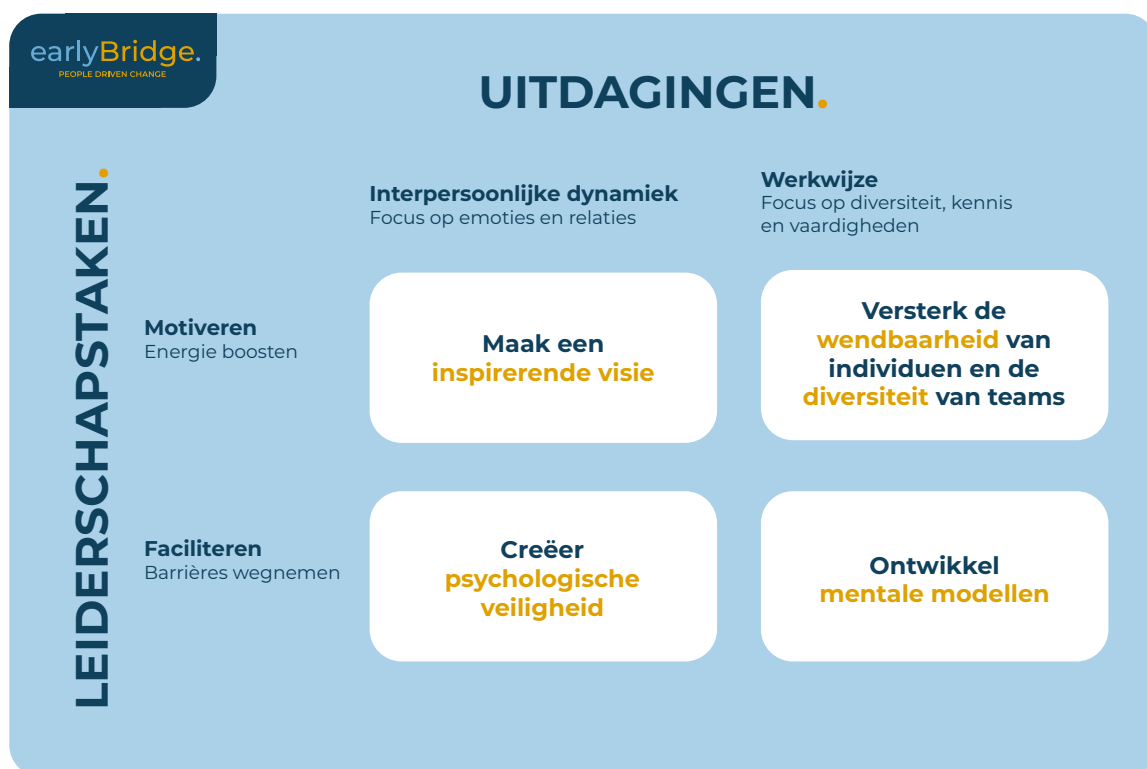 earlyBridge.
PEOPLE DRIVEN CHANGE
UITDAGINGEN.
LEIDERSCHAPSTAKEN.
Interpersoonlijke dynamiek
Focus op emoties en relaties
Werkwijze
Focus op diversiteit, kennis
en vaardigheden
Motiveren
Energie boosten
Maak een
inspirerende visie
Versterk de
wendbaarheid van
individuen en de
diversiteit van teams
Faciliteren
Barrières wegnemen
Creëer
psychologische
veiligheid
Ontwikkel
mentale modellen